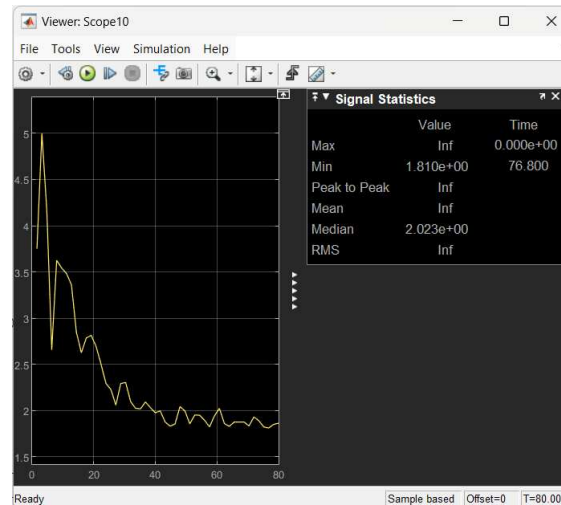 Viewer: Scope10
File Tools View Simulation Help
Signal Statistics
Value Time
Max Inf 0.000e+00
Min 1.810e+00 76.800
Peak to Peak Inf
Mean Inf
Median 2.023e+00
RMS Inf
5
4.5
4
3.5
3
2.5
2
1.5
0 20 40 60 80
Ready Sample based Offset=0 T=80.00